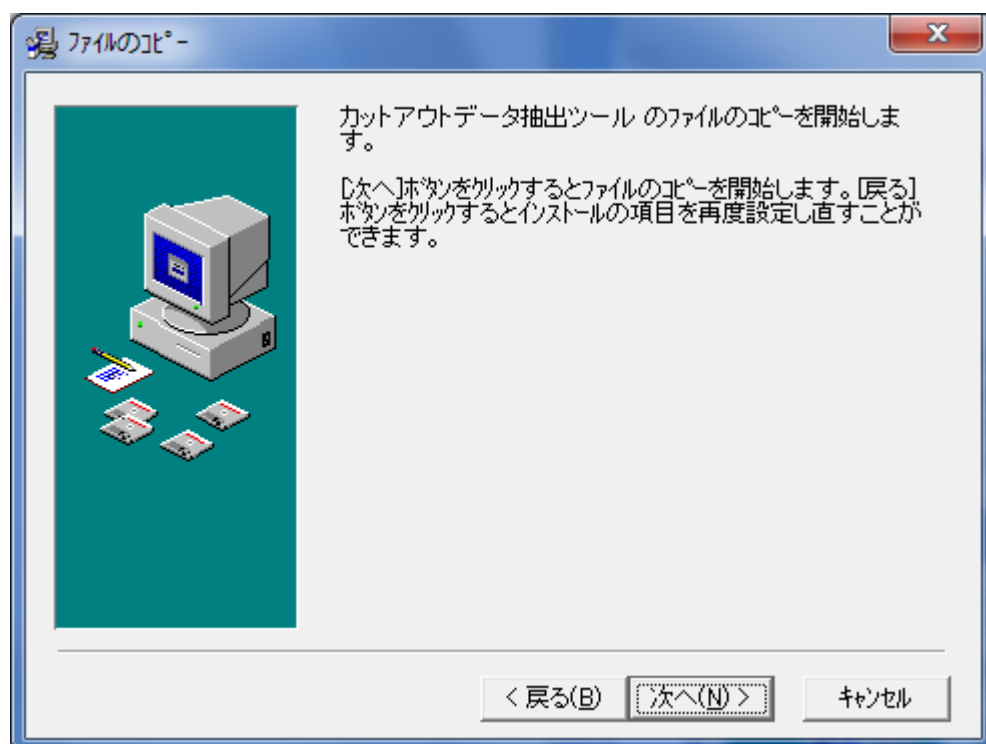 ﾌｧｲﾙのｺﾋﾟｰ
カットアウトデータ抽出ツール のﾌｧｲﾙのｺﾋﾟｰを開始しま
す。
[次へ]ﾎﾞﾀﾝをｸﾘｯｸするとﾌｧｲﾙのｺﾋﾟｰを開始します。[戻る]
ﾎﾞﾀﾝをｸﾘｯｸするとｲﾝｽﾄｰﾙの項目を再度設定し直すことが
できます。
< 戻る(B) 次へ(N) > ｷｬﾝｾﾙ